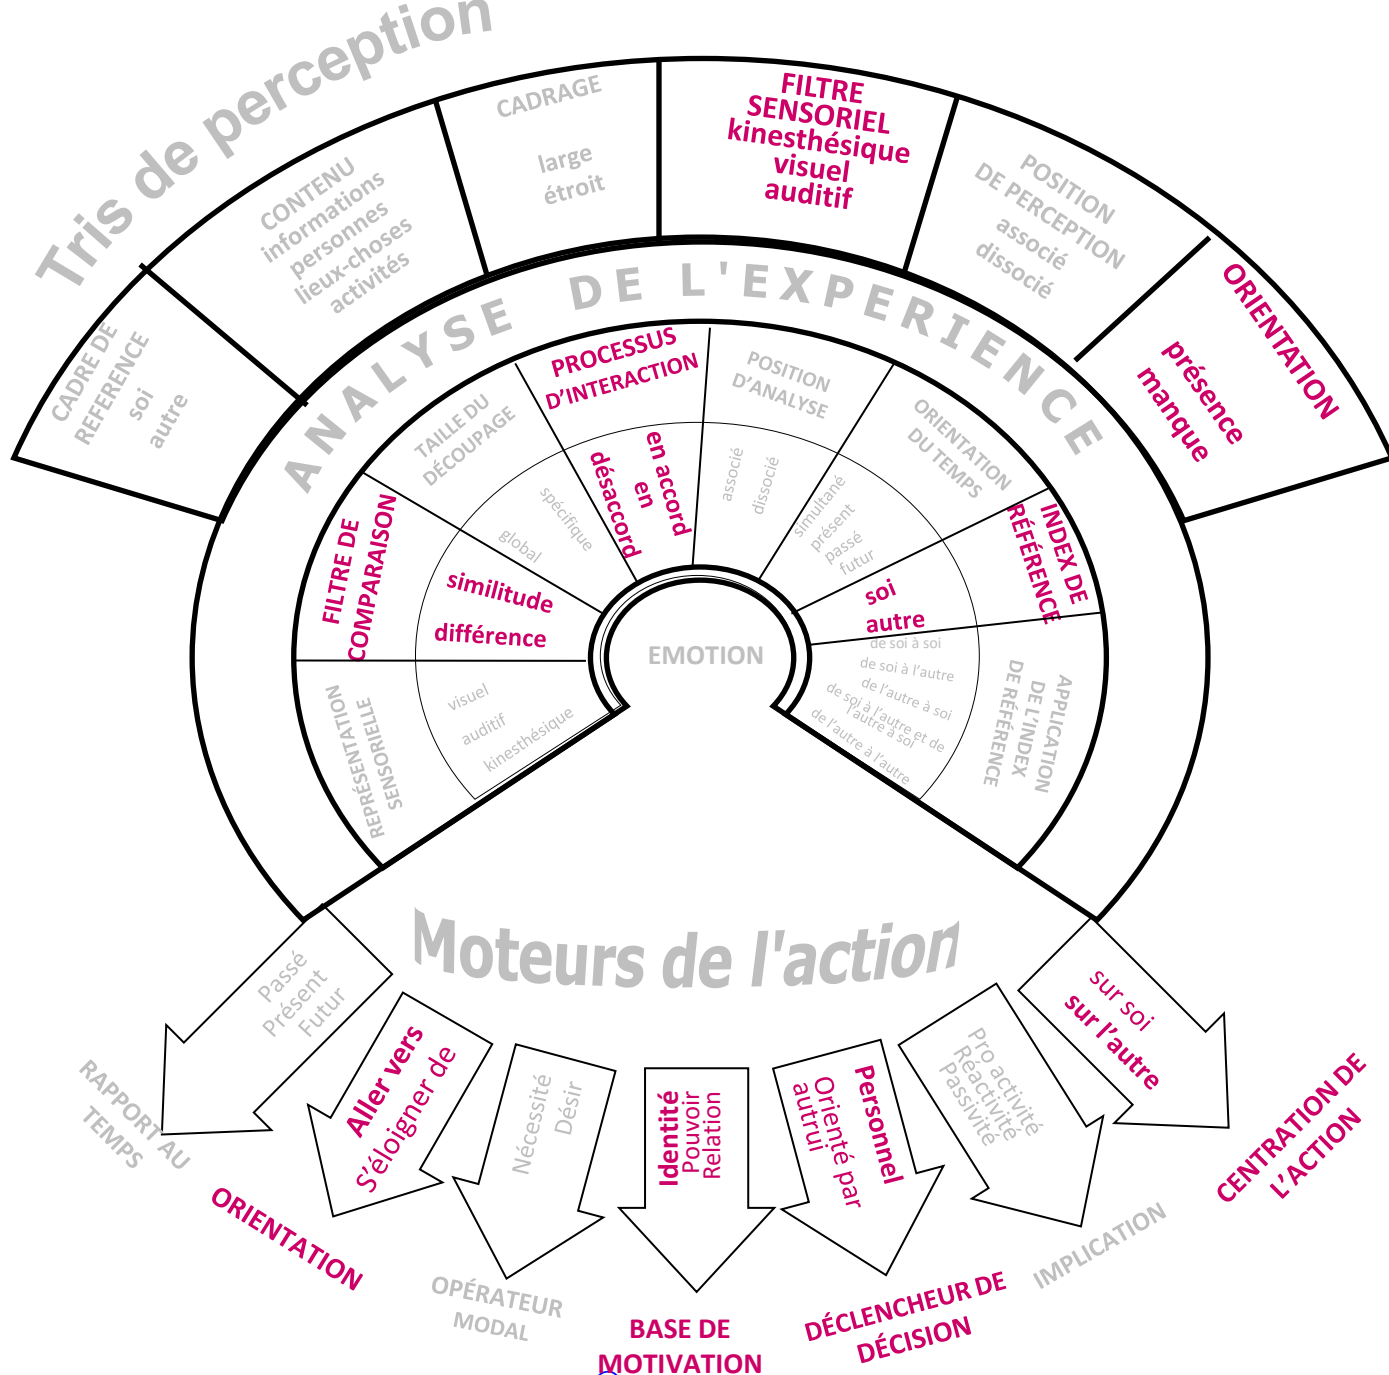 Tris de perception
CADRE DE
REFERENCE
soi
autre
CONTENU
informations
personnes
lieux-choses
activités
CADRAGE
large
étroit
FILTRE
SENSORIEL
kinesthésique
visuel
auditif
POSITION
DE PERCEPTION
associé
dissocié
ORIENTATION
présence
manque
ANALYSE DE L'EXPERIENCE
REPRÉSENTATION
SENSORIELLE
visuel
auditif
kinesthésique
FILTRE DE
COMPARAISON
similitude
différence
TAILLE DU
DÉCOUPAGE
global
spécifique
PROCESSUS
D'INTERACTION
en accord
en
désaccord
POSITION
D'ANALYSE
associé
dissocié
ORIENTATION
DU TEMPS
simultané
présent
passé
futur
INDEX DE
RÉFÉRENCE
soi
autre
APPLICATION
DE L'INDEX
DE RÉFÉRENCE
de soi à soi
de soi à l'autre
de l'autre à soi
de soi à l'autre et de
l'autre à soi
de l'autre à l'autre
EMOTION
Moteurs de l'action
Passé
Présent
Futur
RAPPORT AU
TEMPS
Aller vers
S'éloigner de
ORIENTATION
Nécessité
Désir
OPÉRATEUR
MODAL
Identité
Pouvoir
Relation
BASE DE
MOTIVATION
Personnel
Orienté par
autrui
DÉCLENCHEUR DE
DÉCISION
Pro activité
Réactivité
Passivité
IMPLICATION
sur soi
sur l'autre
CENTRATION DE
L'ACTION